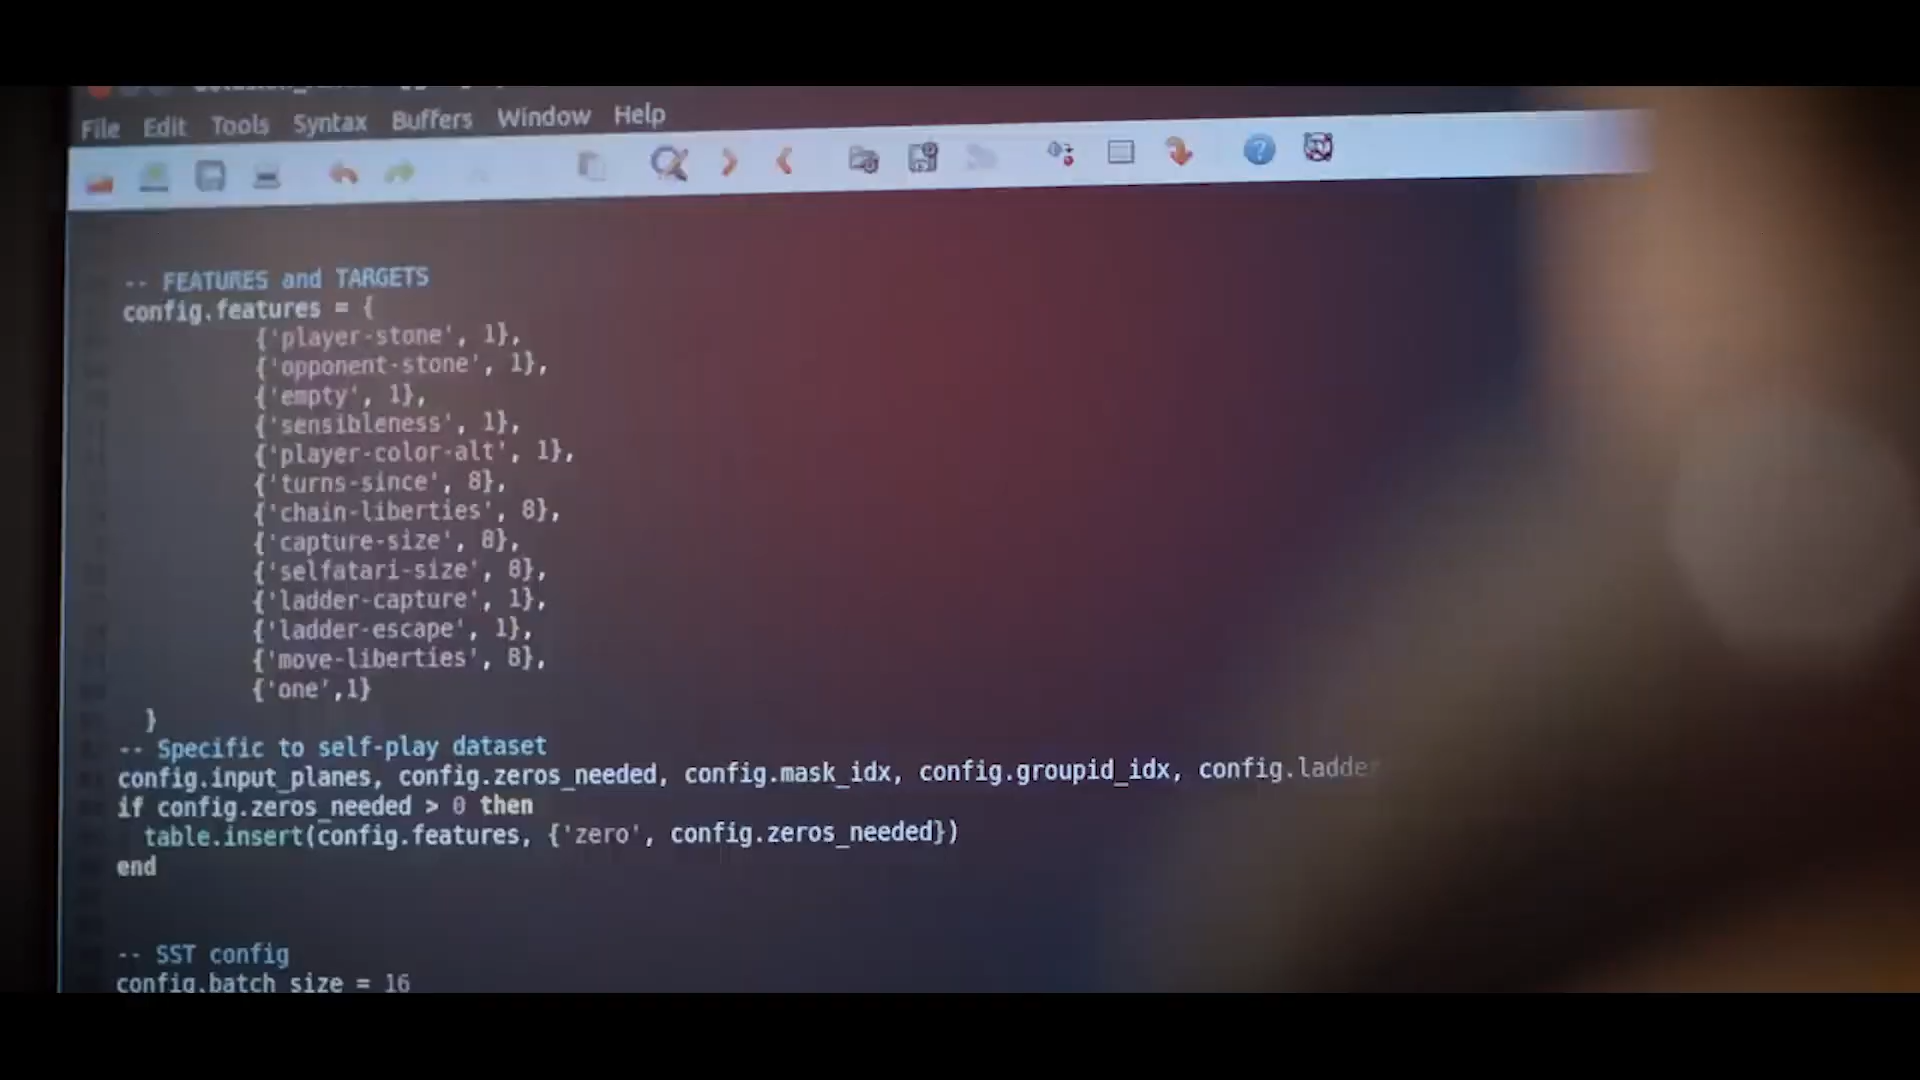 File Edit Tools Syntax Buffers Window Help
-- FEATURES and TARGETS
config.features = {
{'player-stone', 1},
{'opponent-stone', 1},
{'empty', 1},
{'sensibleness', 1},
{'player-color-alt', 1},
{'turns-since', 8},
{'chain-liberties', 8},
{'capture-size', 8},
{'selfatari-size', 8},
{'ladder-capture', 1},
{'ladder-escape', 1},
{'move-liberties', 8},
{'one',1}
}
-- Specific to self-play dataset
config.input_planes, config.zeros_needed, config.mask_idx, config.groupid_idx, config.ladder
if config.zeros_needed > 0 then
table.insert(config.features, {'zero', config.zeros_needed})
end
-- SST config
config.batch_size = 16